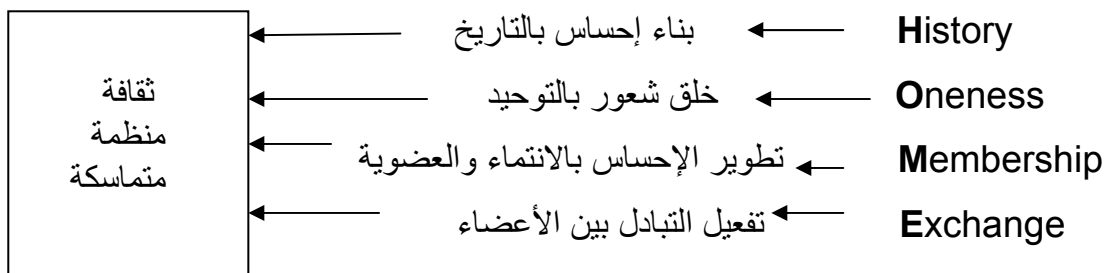 History
بناء إحساس بالتاريخ
Oneness
خلق شعور بالتوحيد
Membership
تطوير الإحساس بالانتماء والعضوية
Exchange
تفعيل التبادل بين الأعضاء
ثقافة
منظمة
متماسكة